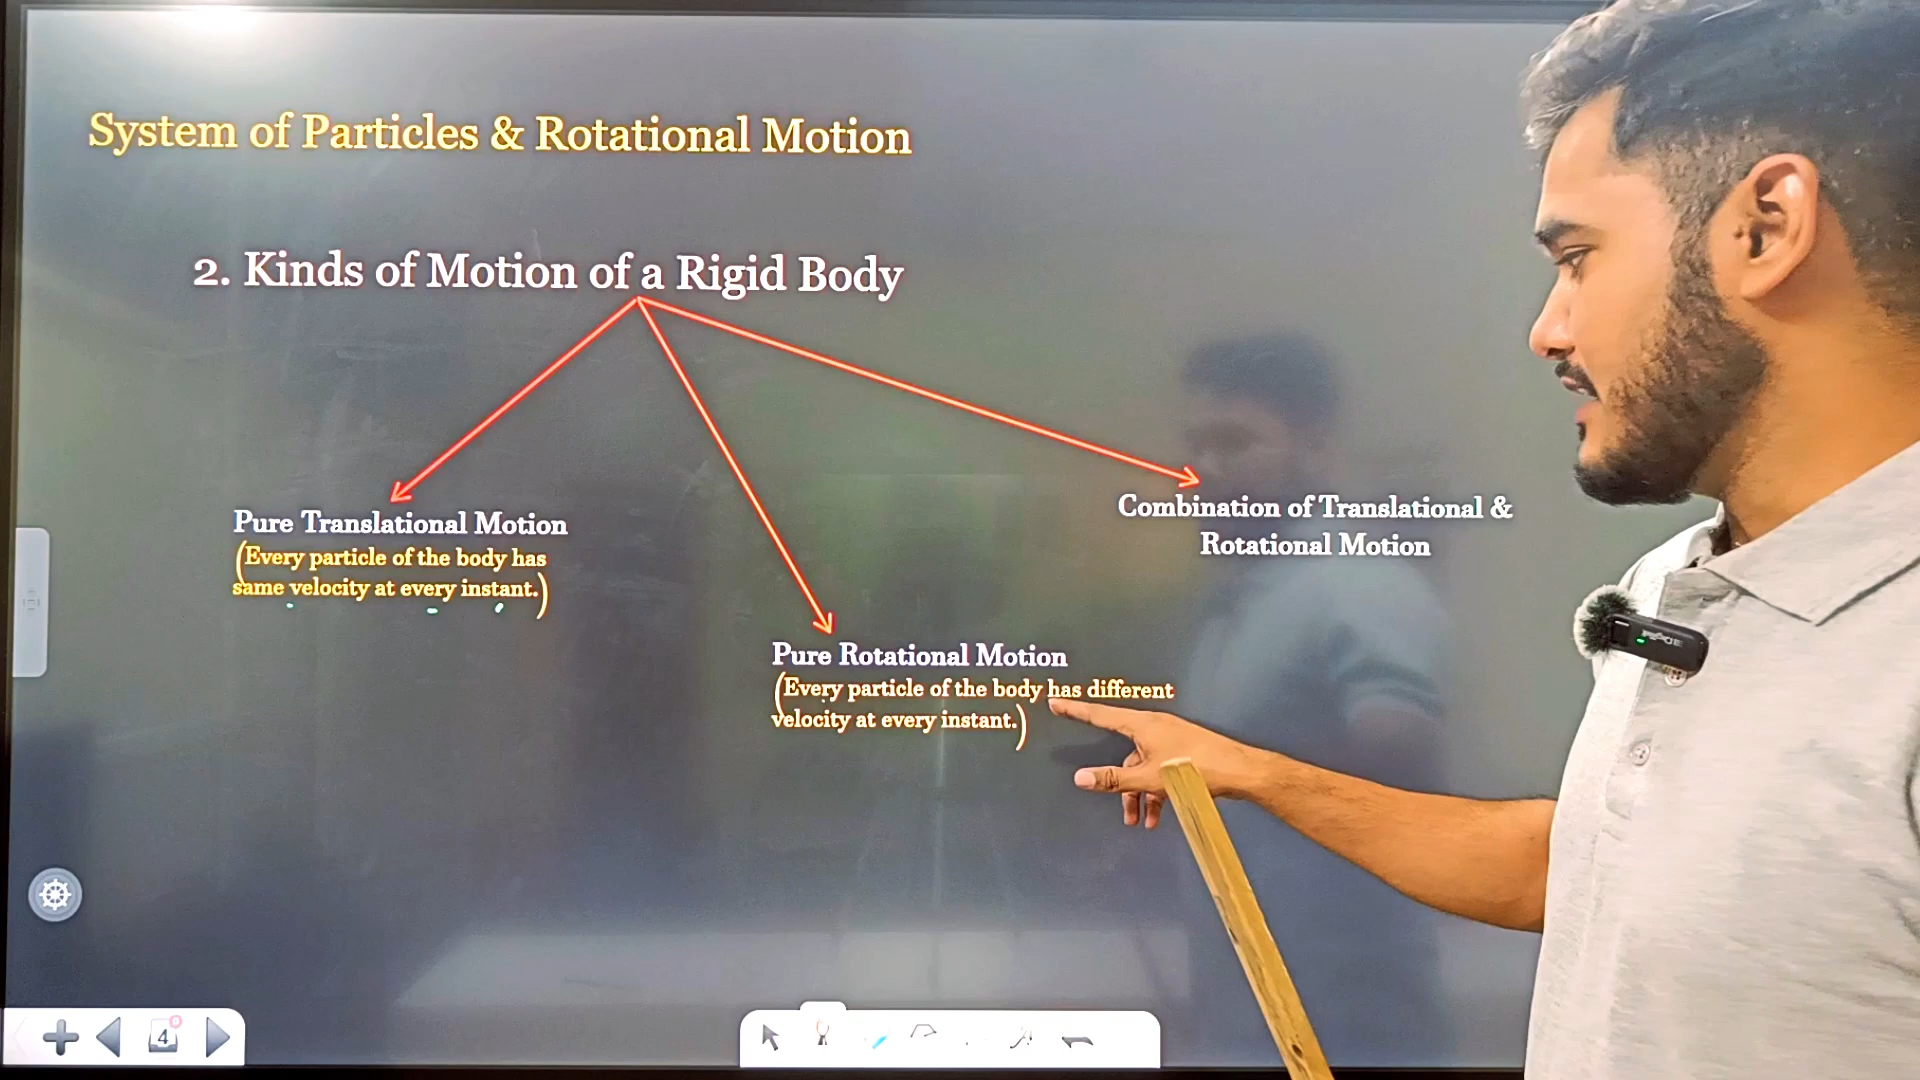 System of Particles & Rotational Motion
2. Kinds of Motion of a Rigid Body
Pure Translational Motion
(Every particle of the body has
same velocity at every instant.)
Combination of Translational &
Rotational Motion
Pure Rotational Motion
(Every particle of the body has different
velocity at every instant.)
4